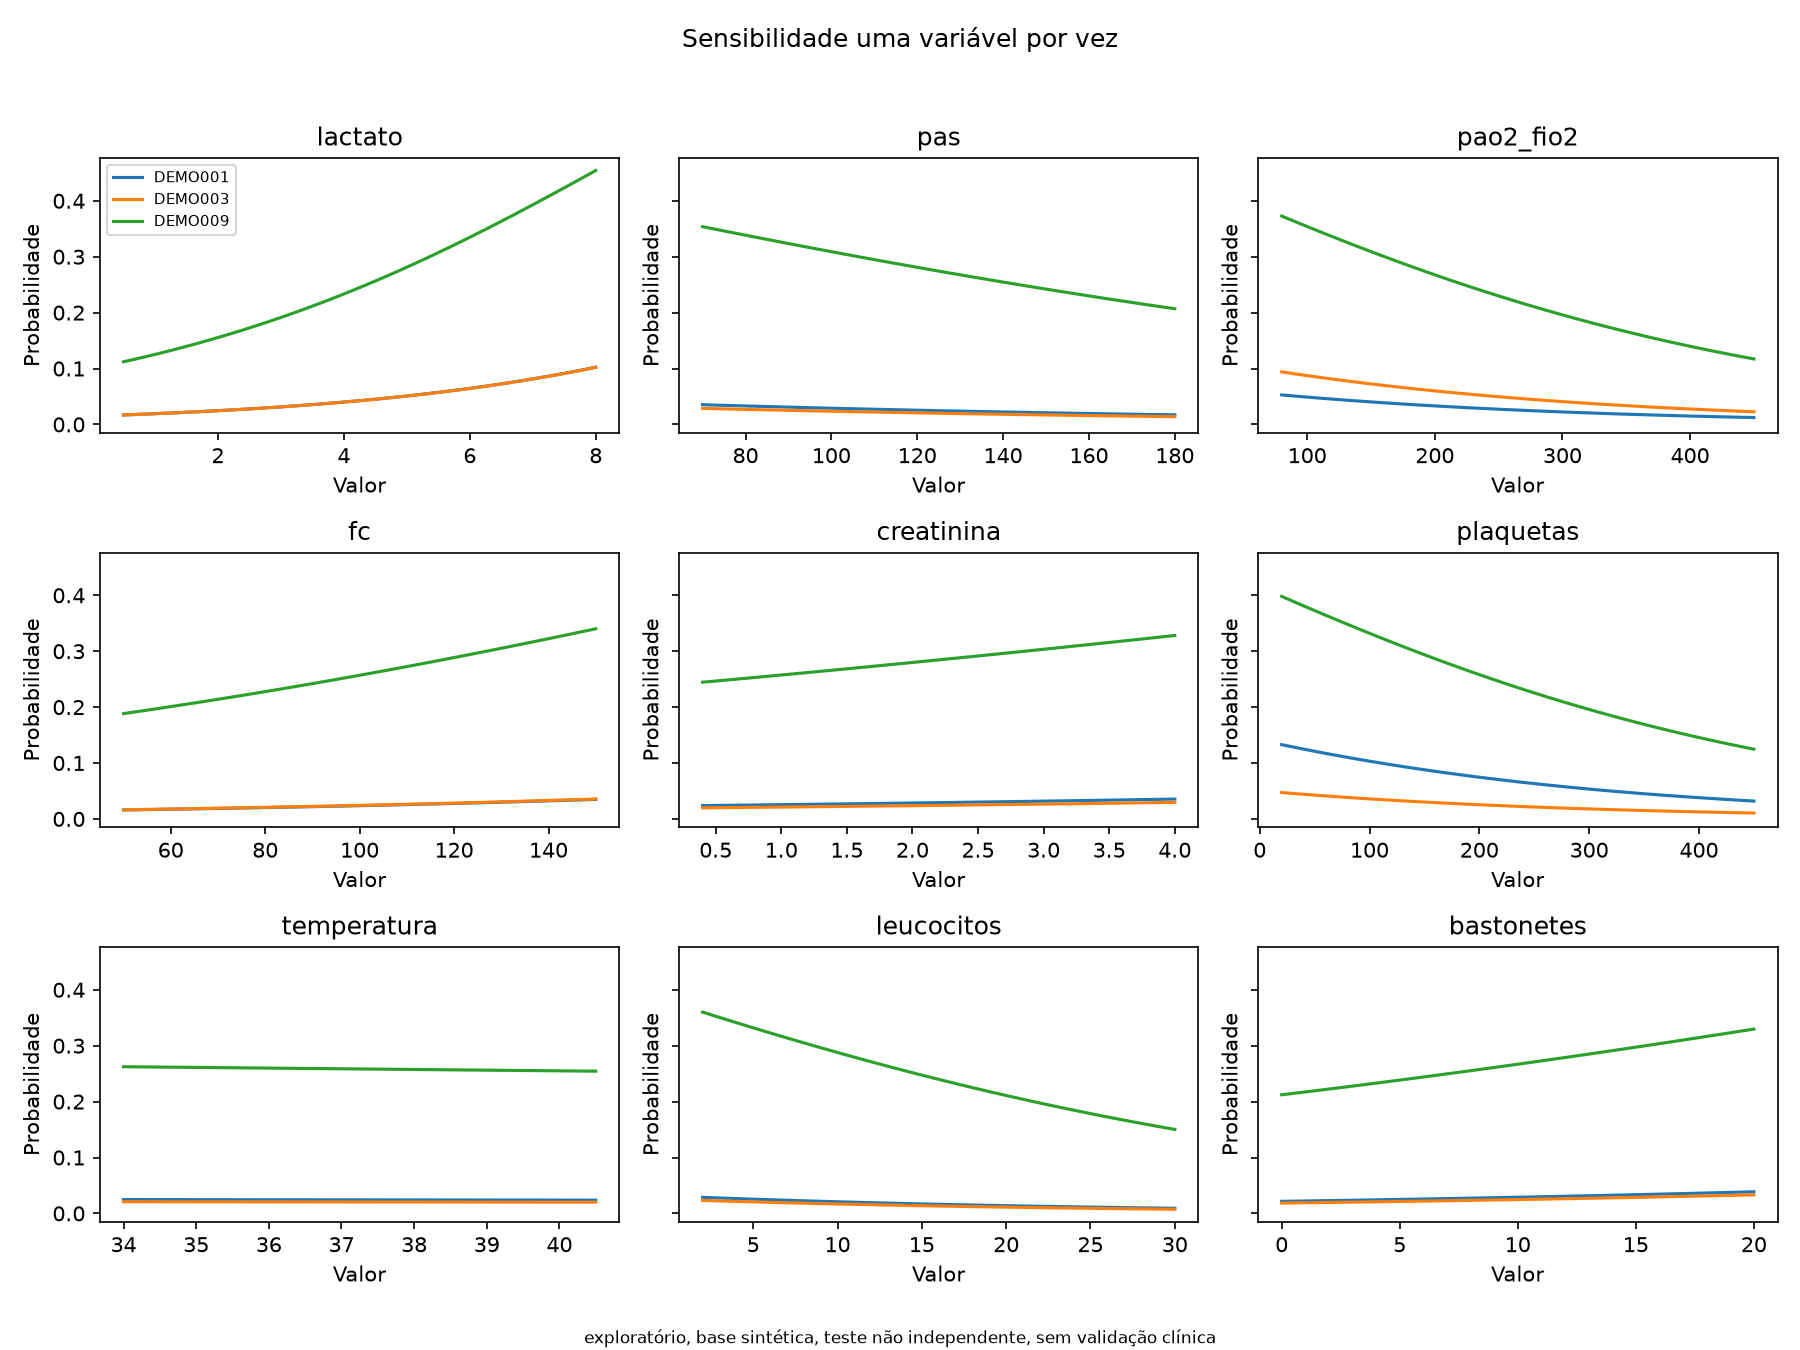 Sensibilidade uma variável por vez
lactato
pas
pao2_fio2
DEMO001
DEMO003
DEMO009
Probabilidade
0.4
0.3
0.2
0.1
0.0
2 4 6 8
Valor
Probabilidade
80 100 120 140 160 180
Valor
Probabilidade
100 200 300 400
Valor
fc
creatinina
plaquetas
Probabilidade
0.4
0.3
0.2
0.1
0.0
60 80 100 120 140
Valor
Probabilidade
0.5 1.0 1.5 2.0 2.5 3.0 3.5 4.0
Valor
Probabilidade
0 100 200 300 400
Valor
temperatura
leucocitos
bastonetes
Probabilidade
0.4
0.3
0.2
0.1
0.0
34 35 36 37 38 39 40
Valor
Probabilidade
5 10 15 20 25 30
Valor
Probabilidade
0 5 10 15 20
Valor
exploratório, base sintética, teste não independente, sem validação clínica